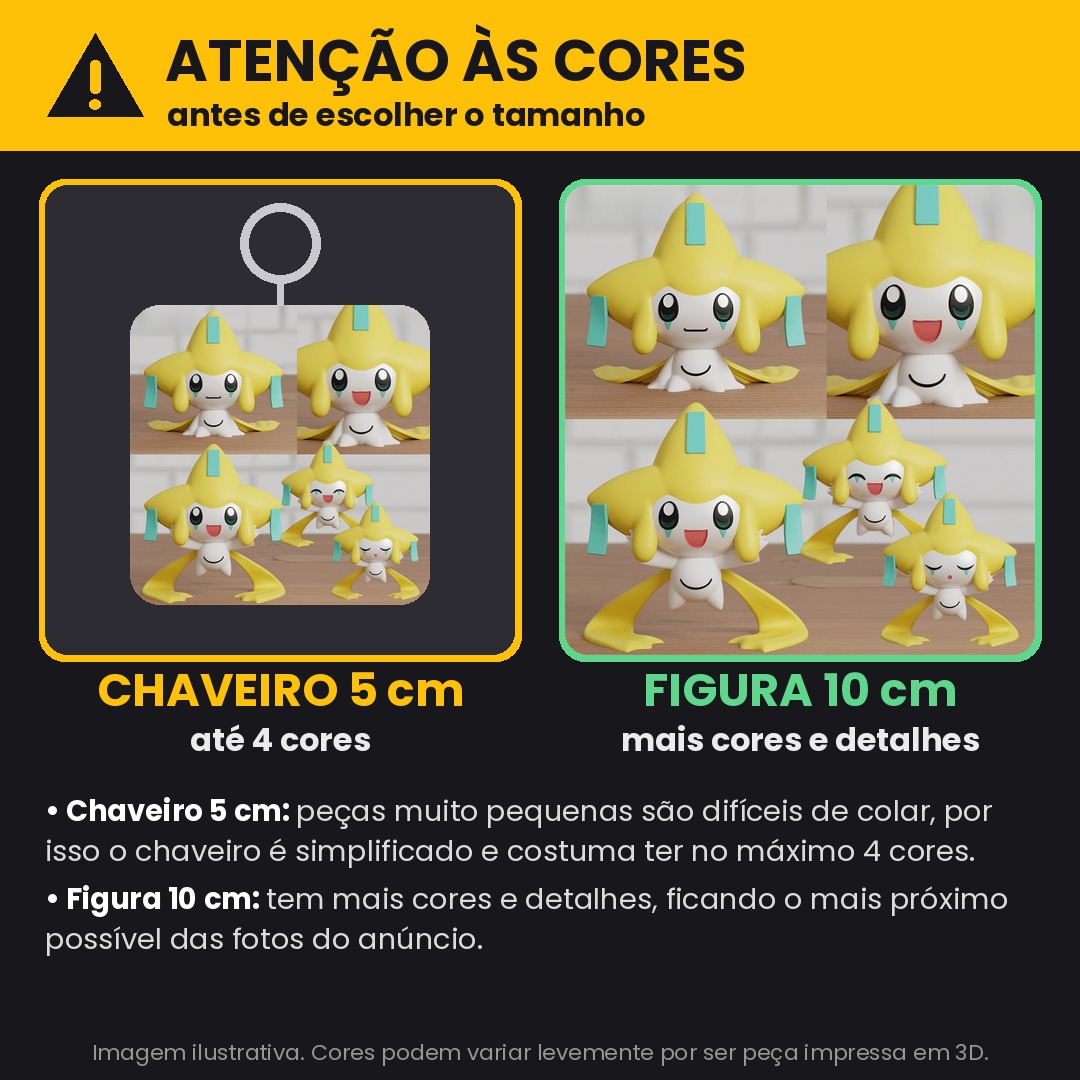 ATENÇÃO ÀS CORES
antes de escolher o tamanho
CHAVEIRO 5 cm
até 4 cores
FIGURA 10 cm
mais cores e detalhes
• Chaveiro 5 cm: peças muito pequenas são difíceis de colar, por
isso o chaveiro é simplificado e costuma ter no máximo 4 cores.
• Figura 10 cm: tem mais cores e detalhes, ficando o mais próximo
possível das fotos do anúncio.
Imagem ilustrativa. Cores podem variar levemente por ser peça impressa em 3D.